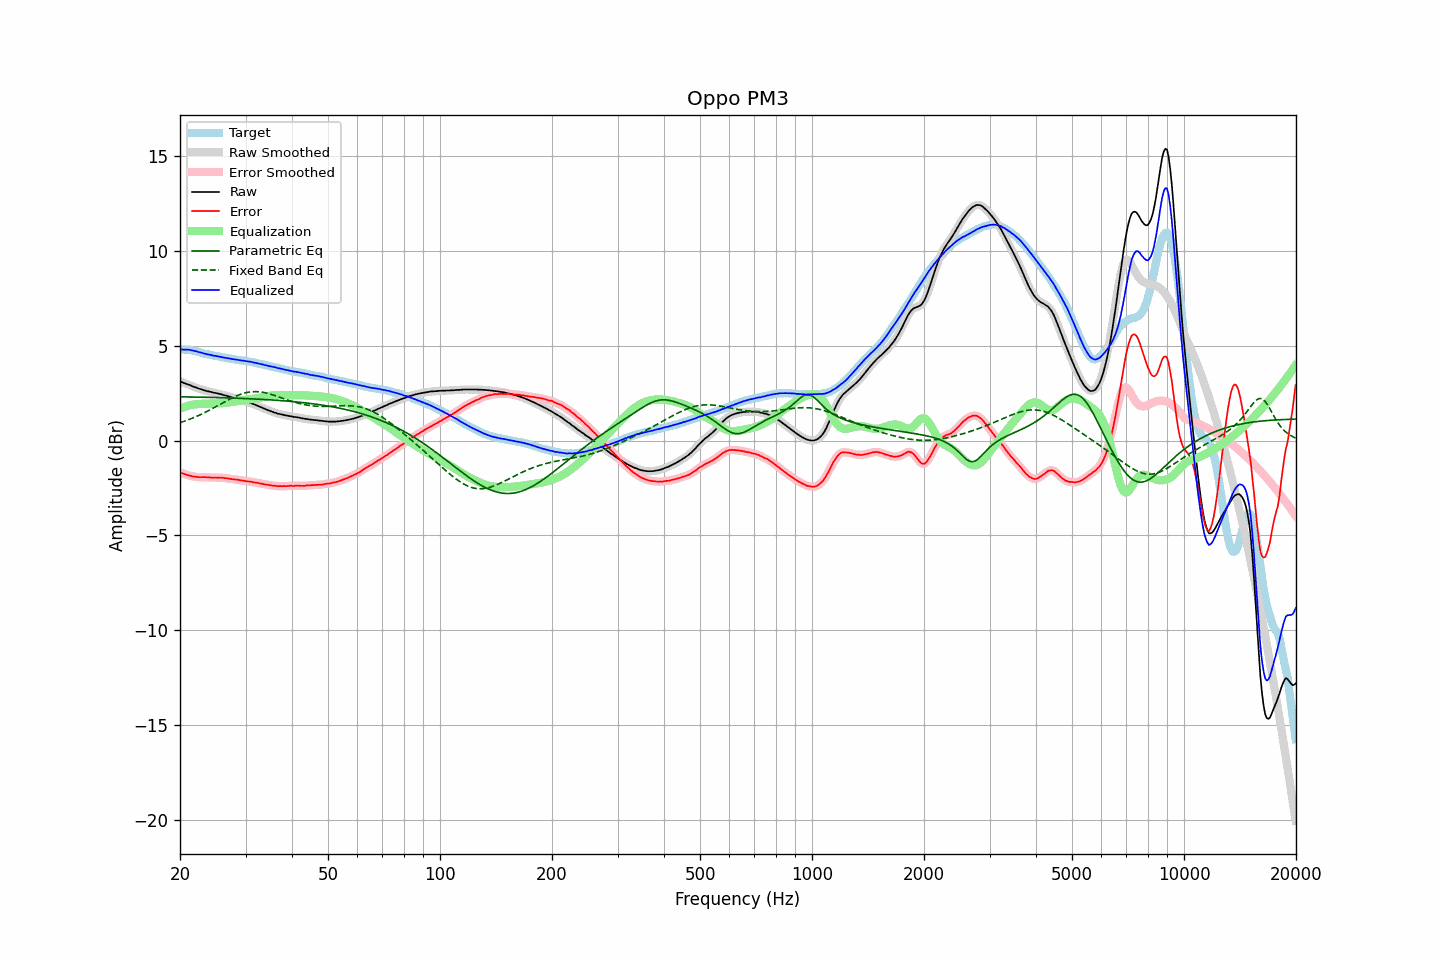 Oppo PM3
Target
Raw Smoothed
Error Smoothed
Raw
Error
Equalization
Parametric Eq
Fixed Band Eq
Equalized
Amplitude (dBr)
15
10
5
0
−5
−10
−15
−20
20 50 100 200 500 1000 2000 5000 10000 20000
Frequency (Hz)